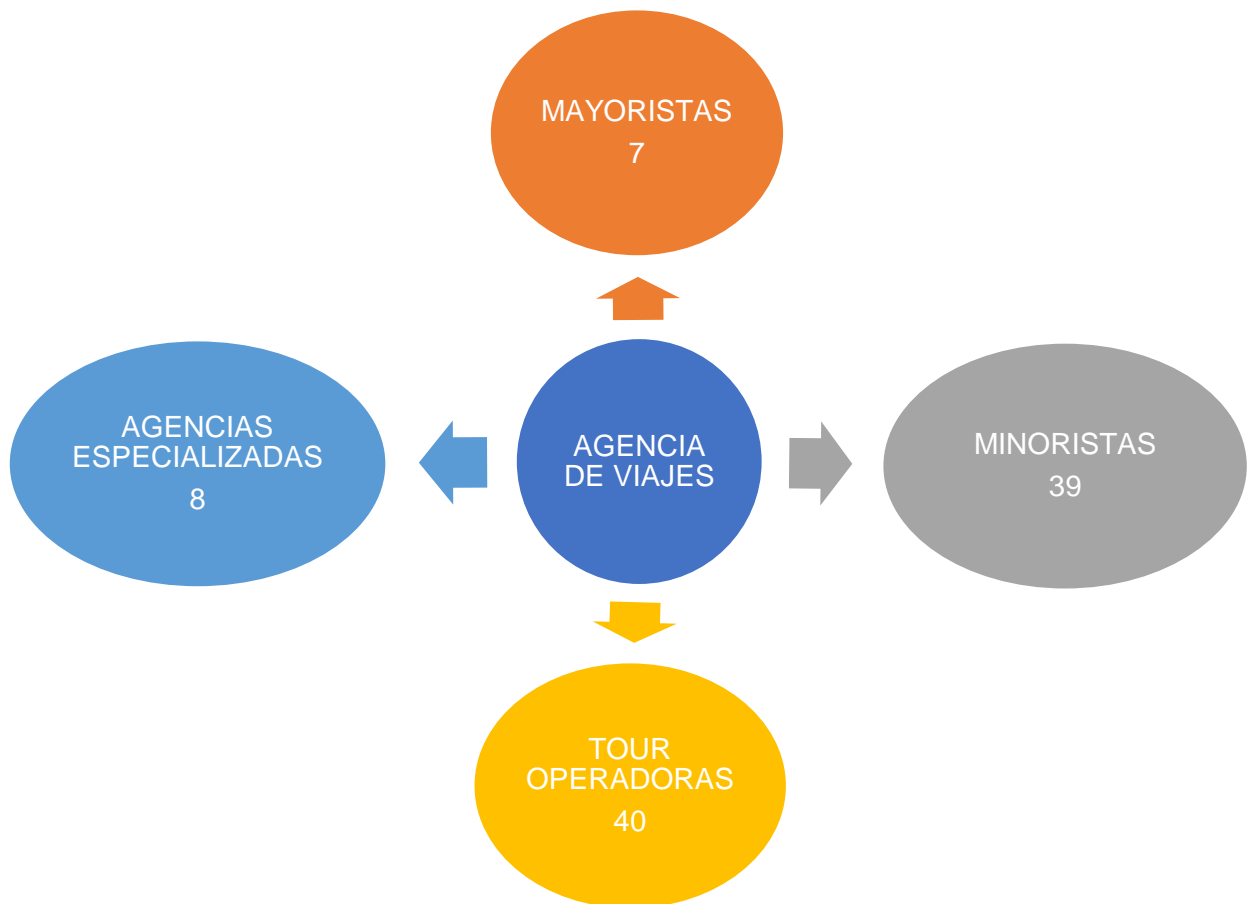 MAYORISTAS
7
AGENCIAS
ESPECIALIZADAS
8
AGENCIA
DE VIAJES
MINORISTAS
39
TOUR
OPERADORAS
40